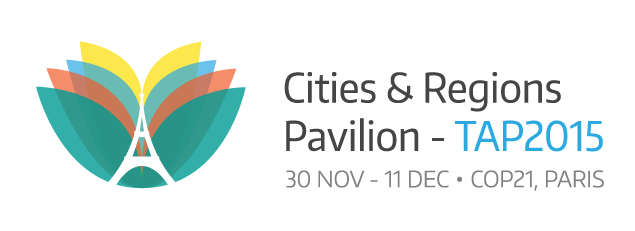 Cities & Regions
Pavilion - TAP2015
30 NOV - 11 DEC • COP21, PARIS